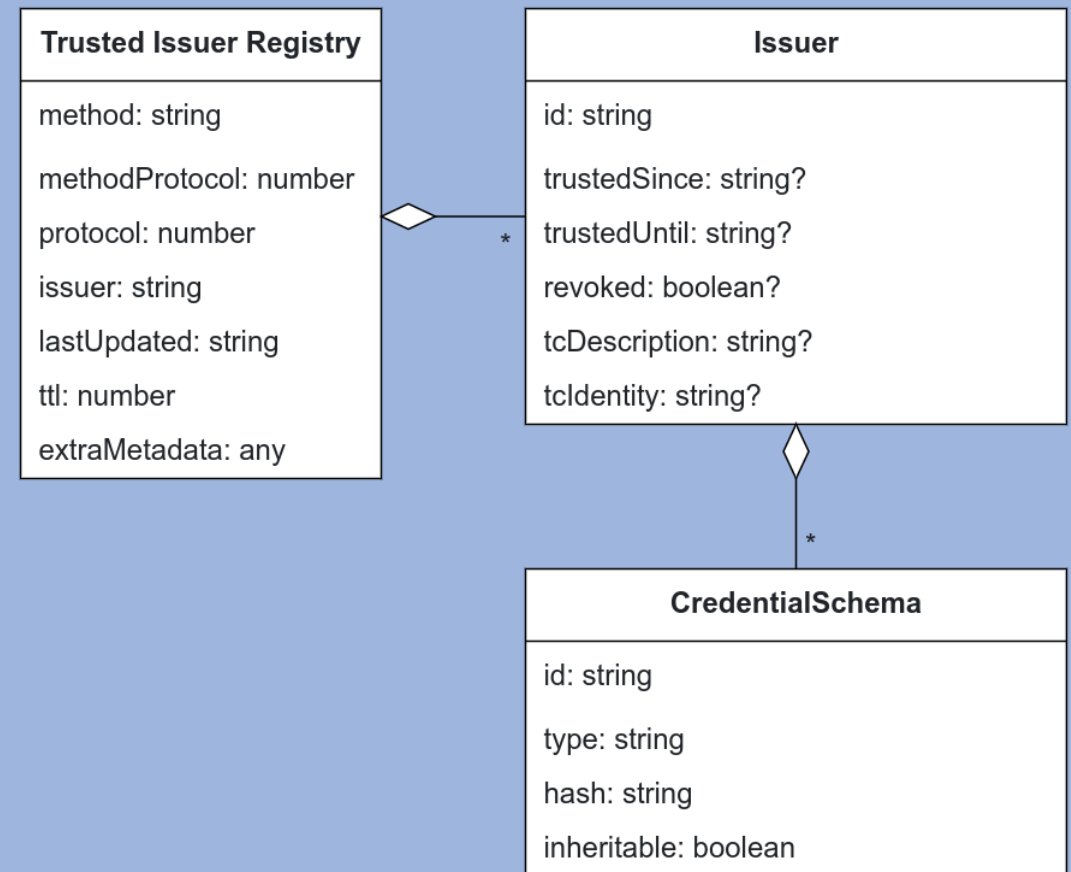 Trusted Issuer Registry
method: string
methodProtocol: number
protocol: number
issuer: string
lastUpdated: string
ttl: number
extraMetadata: any
*
Issuer
id: string
trustedSince: string?
trustedUntil: string?
revoked: boolean?
tcDescription: string?
tcIdentity: string?
*
CredentialSchema
id: string
type: string
hash: string
inheritable: boolean